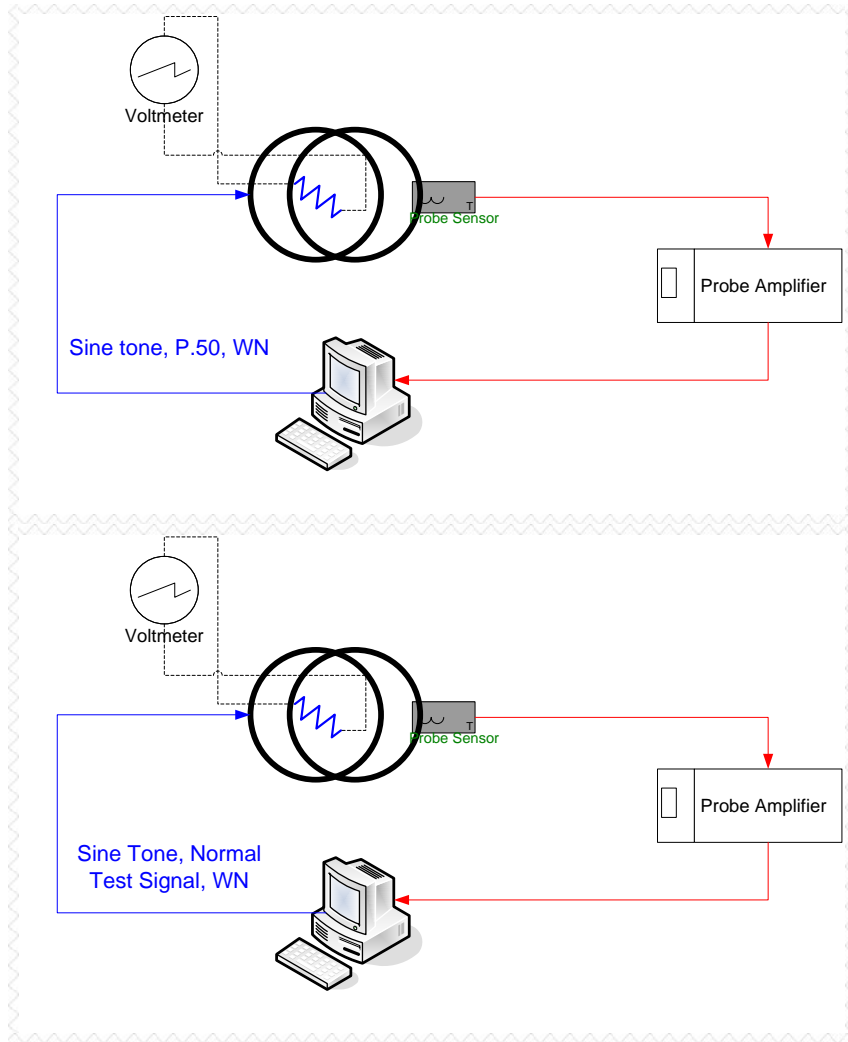 Voltmeter
T
Probe Sensor
Probe Amplifier
Sine tone, P.50, WN
Voltmeter
T
Probe Sensor
Probe Amplifier
Sine Tone, Normal
Test Signal, WN